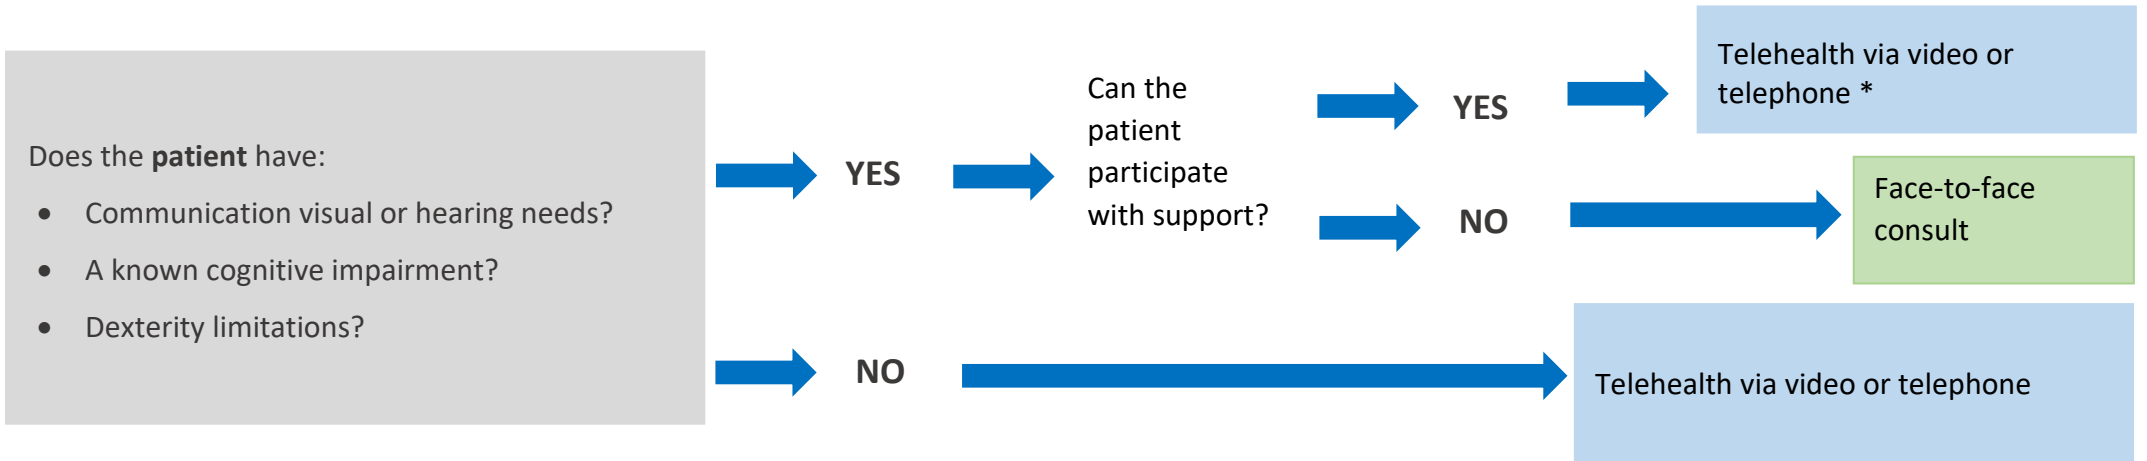 Does the patient have:
• Communication visual or hearing needs?
• A known cognitive impairment?
• Dexterity limitations?
YES
Can the
patient
participate
with support?
YES
Telehealth via video or
telephone *
NO
Face-to-face
consult
NO
Telehealth via video or telephone